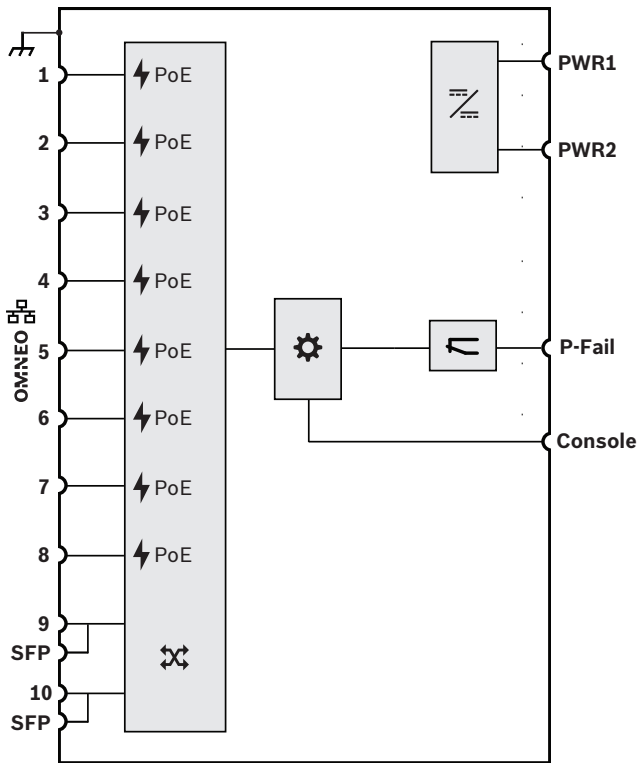 1
PoE
2
PoE
3
PoE
4
PoE
OMNEO
5
PoE
6
PoE
7
PoE
8
PoE
9
SFP
10
SFP
PWR1
PWR2
P-Fail
Console